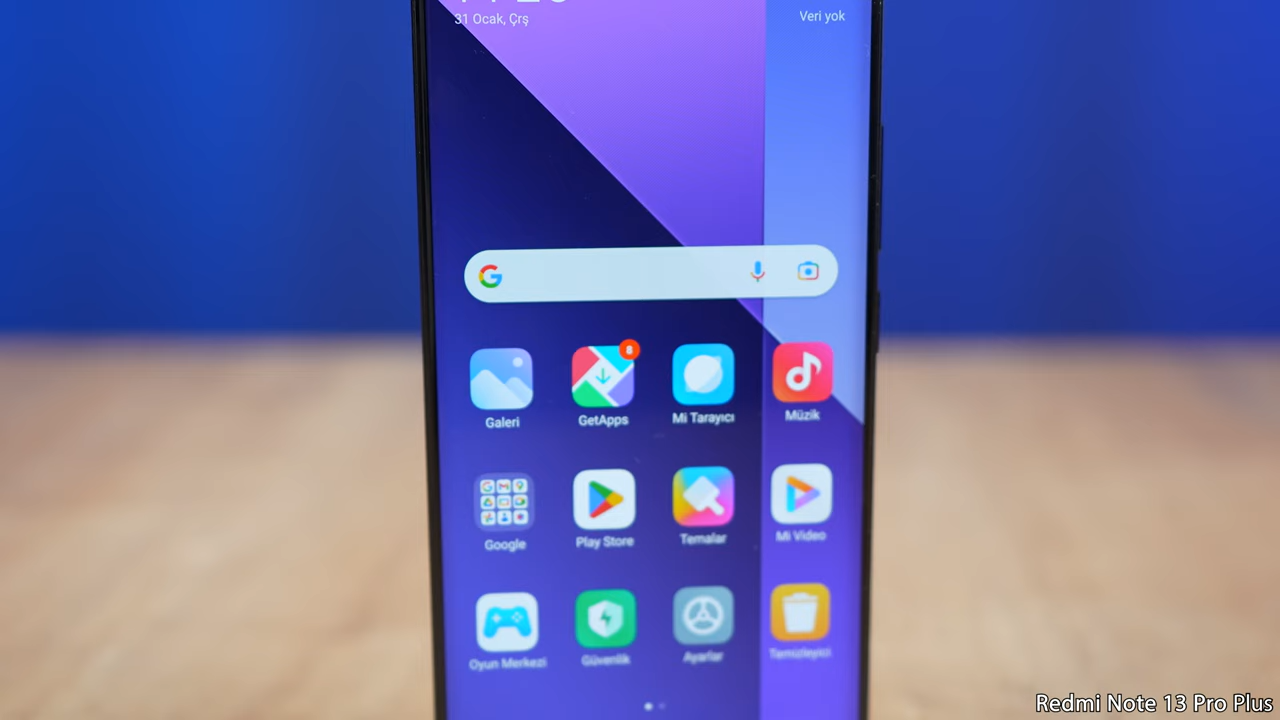 31 Ocak, Çrş
Veri yok
8
Galeri
GetApps
Mi Tarayıcı
Müzik
Google
Play Store
Temalar
Mi Video
Oyun Merkezi
Güvenlik
Ayarlar
Temizleyici
Redmi Note 13 Pro Plus